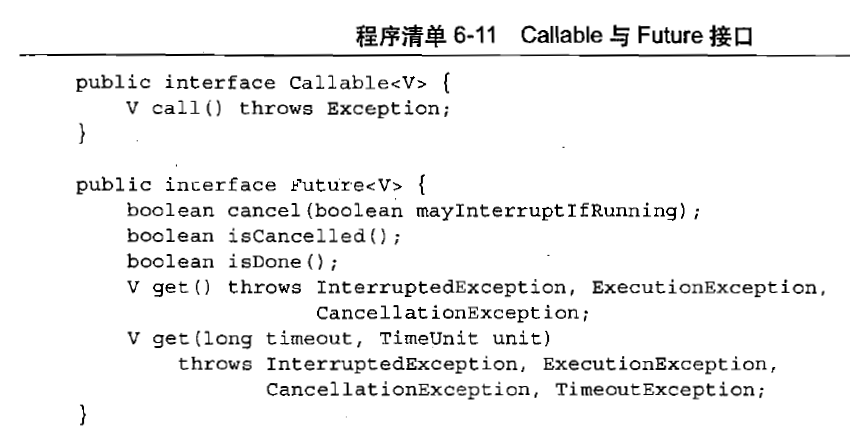 程序清单 6-11 Callable 与 Future 接口
public interface Callable<V> {
    V call() throws Exception;
}
public interface Future<V> {
    boolean cancel(boolean mayInterruptIfRunning);
    boolean isCancelled();
    boolean isDone();
    V get() throws InterruptedException, ExecutionException,
                   CancellationException;
    V get(long timeout, TimeUnit unit)
        throws InterruptedException, ExecutionException,
               CancellationException, TimeoutException;
}